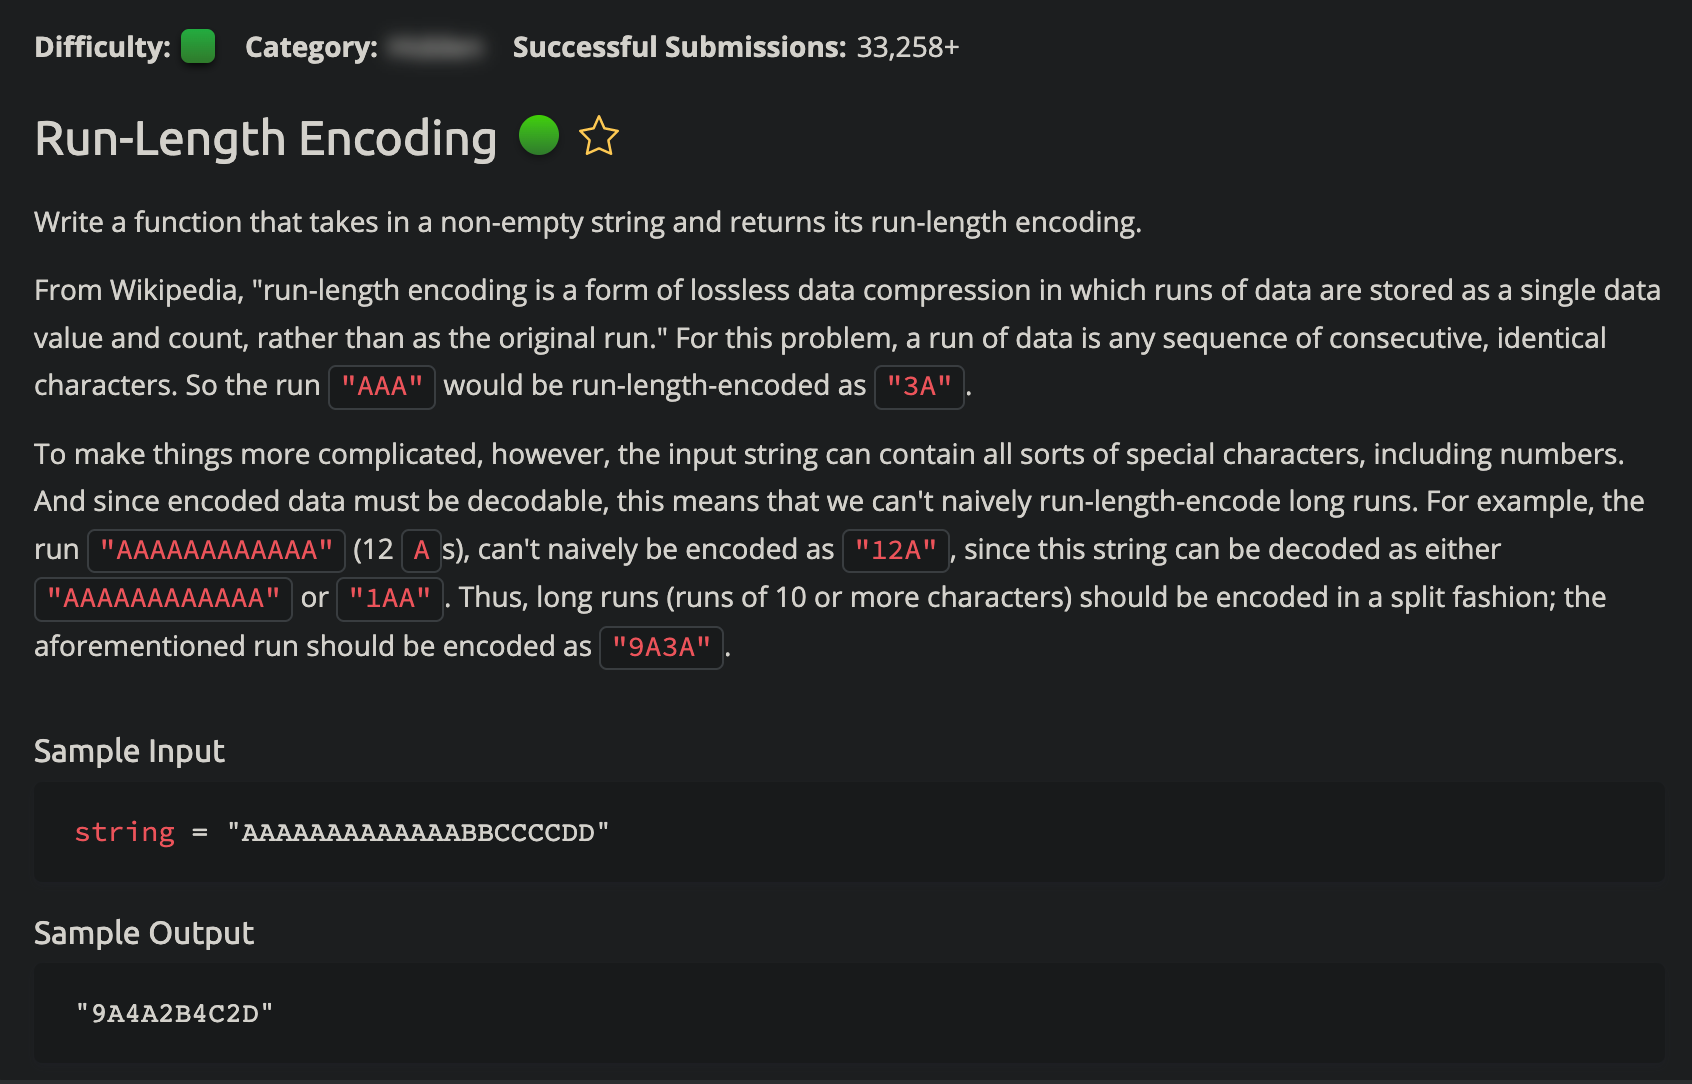 Difficulty: Category: Successful Submissions: 33,258+
Run-Length Encoding
Write a function that takes in a non-empty string and returns its run-length encoding.
From Wikipedia, "run-length encoding is a form of lossless data compression in which runs of data are stored as a single data
value and count, rather than as the original run." For this problem, a run of data is any sequence of consecutive, identical
characters. So the run "AAA" would be run-length-encoded as "3A".
To make things more complicated, however, the input string can contain all sorts of special characters, including numbers.
And since encoded data must be decodable, this means that we can't naively run-length-encode long runs. For example, the
run "AAAAAAAAAAAA" (12 As), can't naively be encoded as "12A", since this string can be decoded as either
"AAAAAAAAAAAA" or "1AA". Thus, long runs (runs of 10 or more characters) should be encoded in a split fashion; the
aforementioned run should be encoded as "9A3A".
Sample Input
string = "AAAAAAAAAAAAABBCCCCDD"
Sample Output
"9A4A2B4C2D"